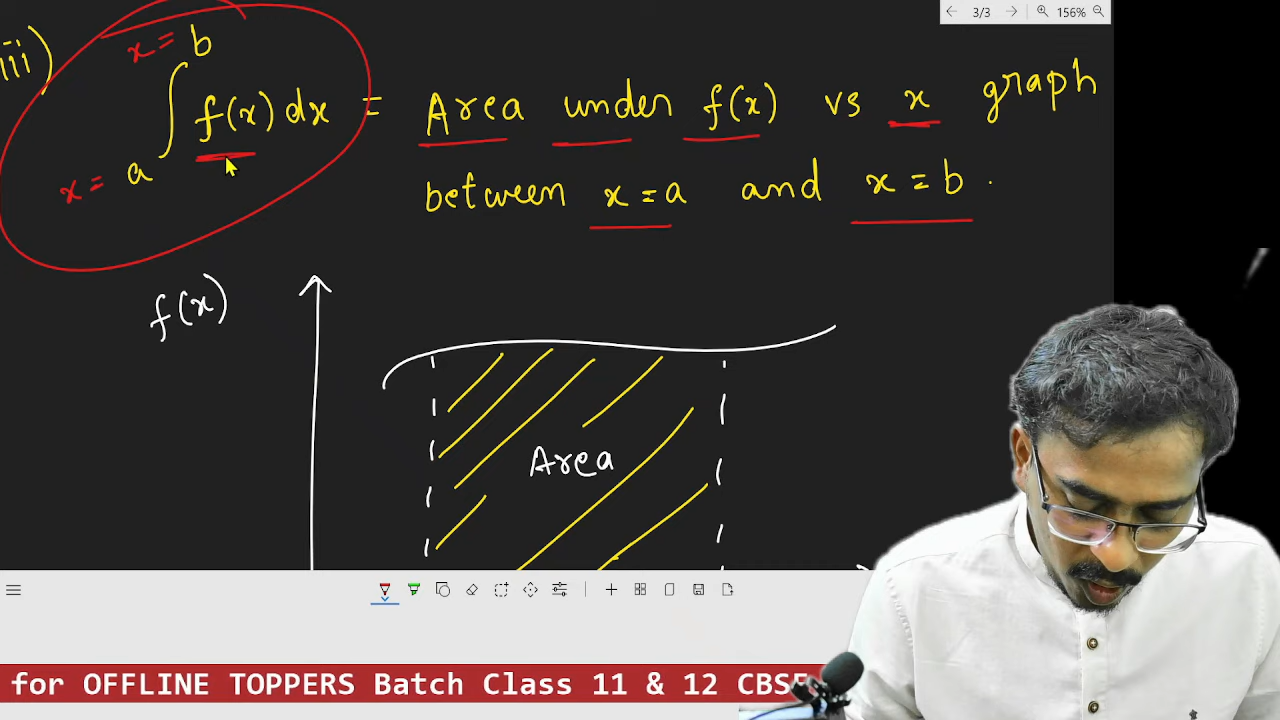 3/3 156%
iii)
x = b
∫ f(x) dx = Area under f(x) vs x graph
x = a
between x = a and x = b .
f(x)
Area
for OFFLINE TOPPERS Batch Class 11 & 12 CBSE